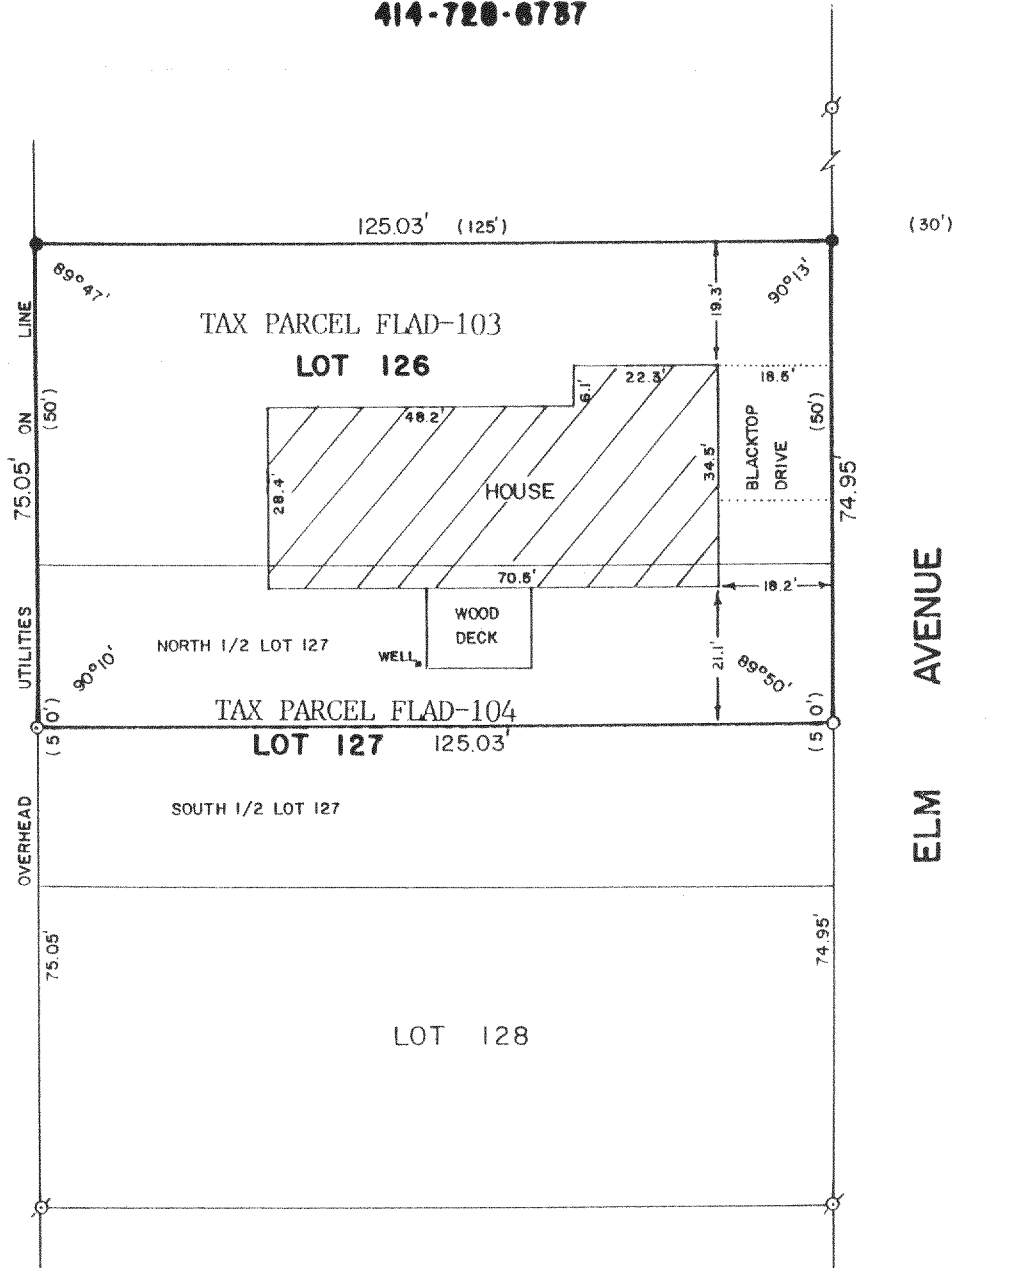 414-728-6737
125.03' (125')
(30')
89°47'
90°13'
19.3'
TAX PARCEL FLAD-103
LOT 126
22.3'
18.5'
6.1'
48.2'
(50')
(50')
BLACKTOP
DRIVE
34.5'
28.4'
HOUSE
75.05'
74.95'
70.5'
18.2'
WOOD
DECK
NORTH 1/2 LOT 127
WELL
21.1'
90°10'
89°50'
TAX PARCEL FLAD-104
LOT 127 125.03'
(50')
(50')
SOUTH 1/2 LOT 127
OVERHEAD UTILITIES ON LINE
ELM AVENUE
75.05'
74.95'
LOT 128